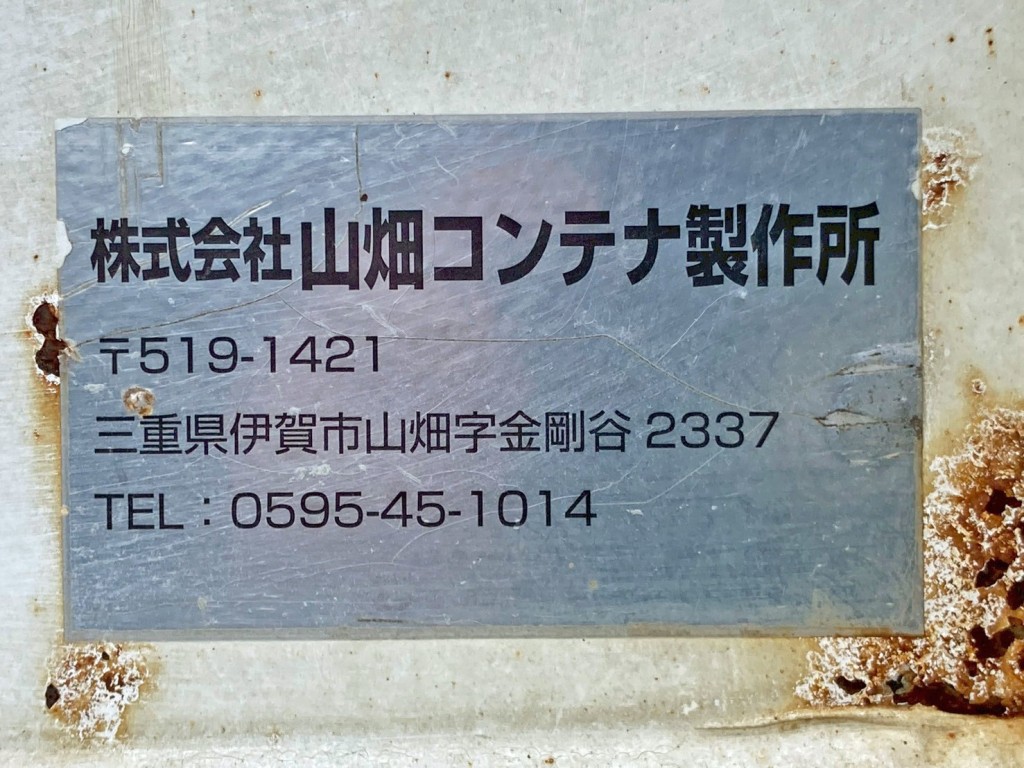 株式会社山畑コンテナ製作所
〒519-1421
三重県伊賀市山畑字金剛谷 2337
TEL：0595-45-1014